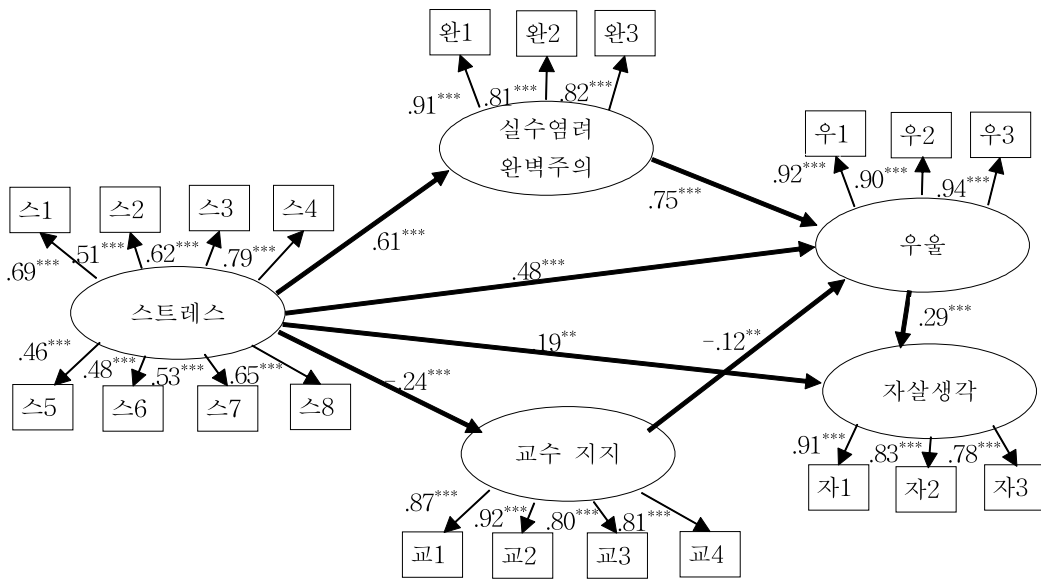 완1 완2 완3
.91*** .81*** .82***
실수염려
완벽주의
우1 우2 우3
.92*** .90*** .94***
.75***
우울
스1 스2 스3 스4
.69*** .51*** .62*** .79***
.61***
.48***
스트레스
.29***
.19**
-.12**
.46*** .48*** .53*** .65***
-.24***
자살생각
스5 스6 스7 스8
.91*** .83*** .78***
교수 지지
자1 자2 자3
.87*** .92*** .80*** .81***
교1 교2 교3 교4